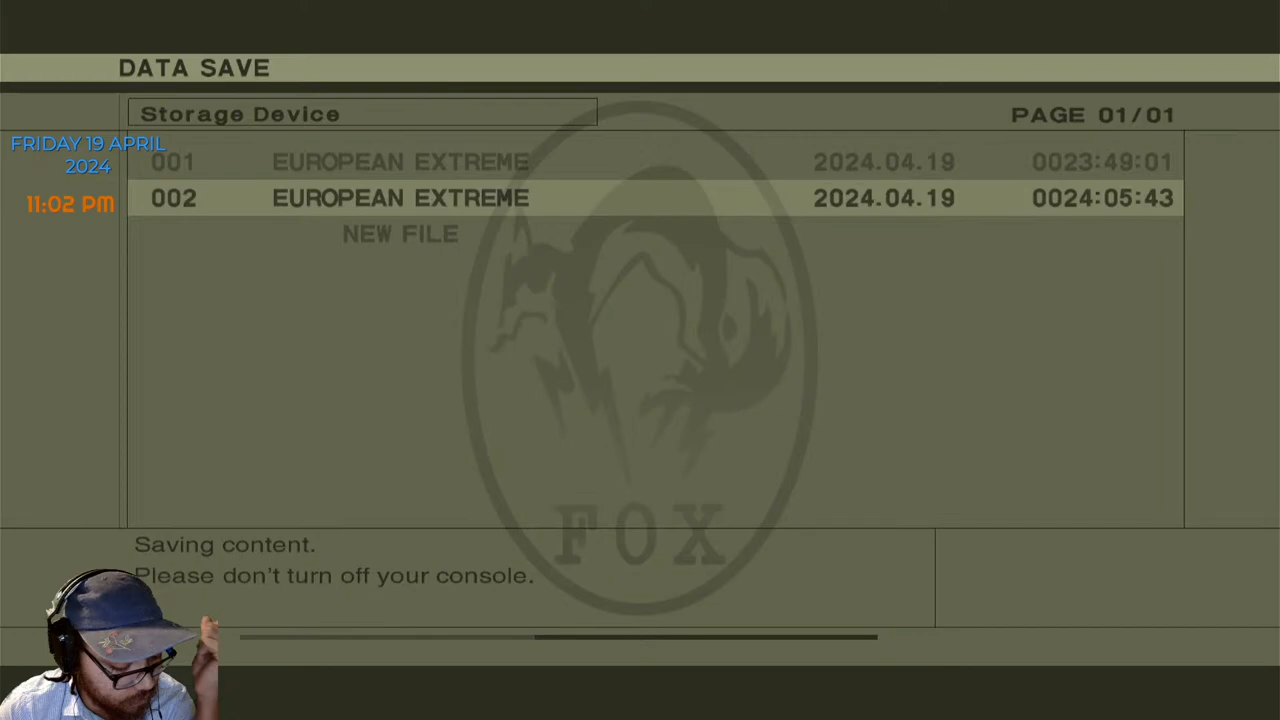 DATA SAVE
Storage Device PAGE 01/01
FRIDAY 19 APRIL
2024
001 EUROPEAN EXTREME 2024.04.19 0023:49:01
11:02 PM
002 EUROPEAN EXTREME 2024.04.19 0024:05:43
NEW FILE
FOX
Saving content.
Please don't turn off your console.